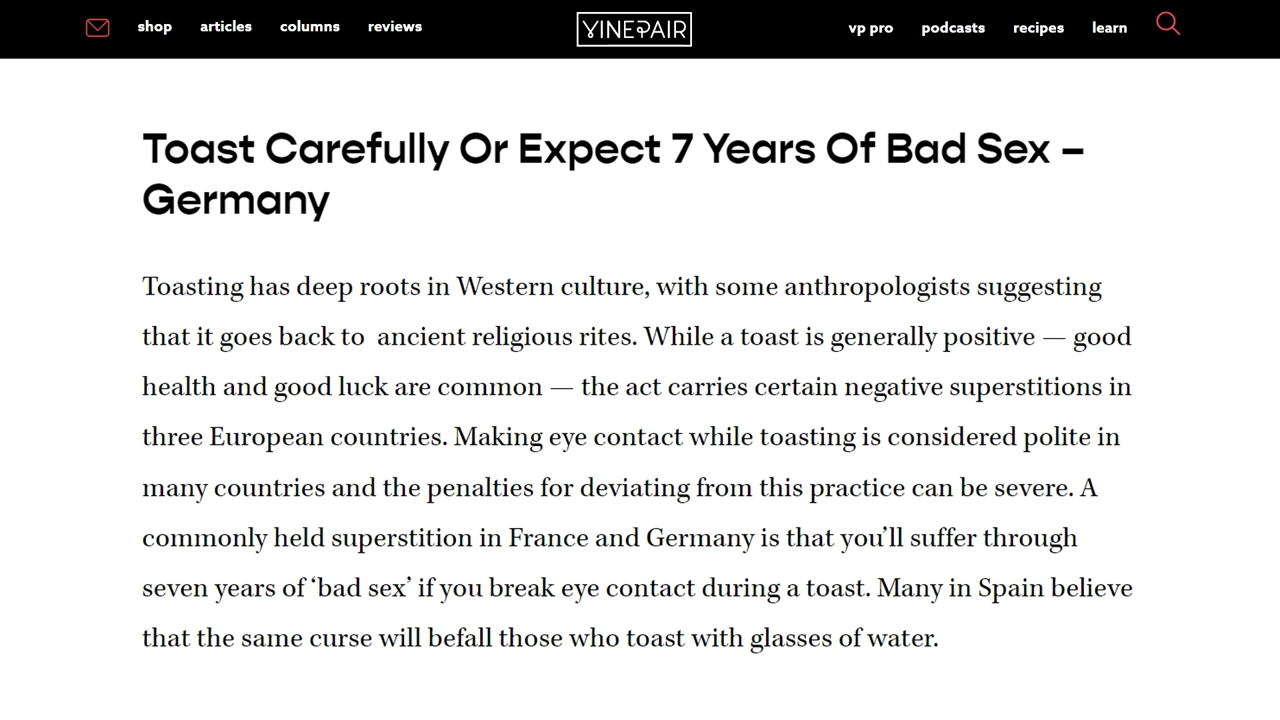 shop articles columns reviews VINEPAIR vp pro podcasts recipes learn
Toast Carefully Or Expect 7 Years Of Bad Sex –
Germany
Toasting has deep roots in Western culture, with some anthropologists suggesting
that it goes back to  ancient religious rites. While a toast is generally positive — good
health and good luck are common — the act carries certain negative superstitions in
three European countries. Making eye contact while toasting is considered polite in
many countries and the penalties for deviating from this practice can be severe. A
commonly held superstition in France and Germany is that you’ll suffer through
seven years of ‘bad sex’ if you break eye contact during a toast. Many in Spain believe
that the same curse will befall those who toast with glasses of water.